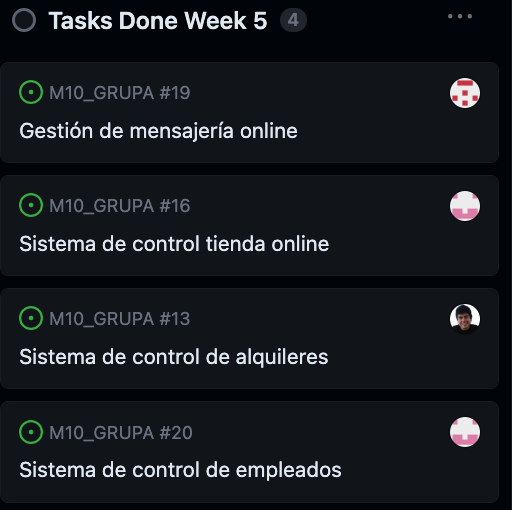 Tasks Done Week 5 4
M10_GRUPA #19
Gestión de mensajería online
M10_GRUPA #16
Sistema de control tienda online
M10_GRUPA #13
Sistema de control de alquileres
M10_GRUPA #20
Sistema de control de empleados